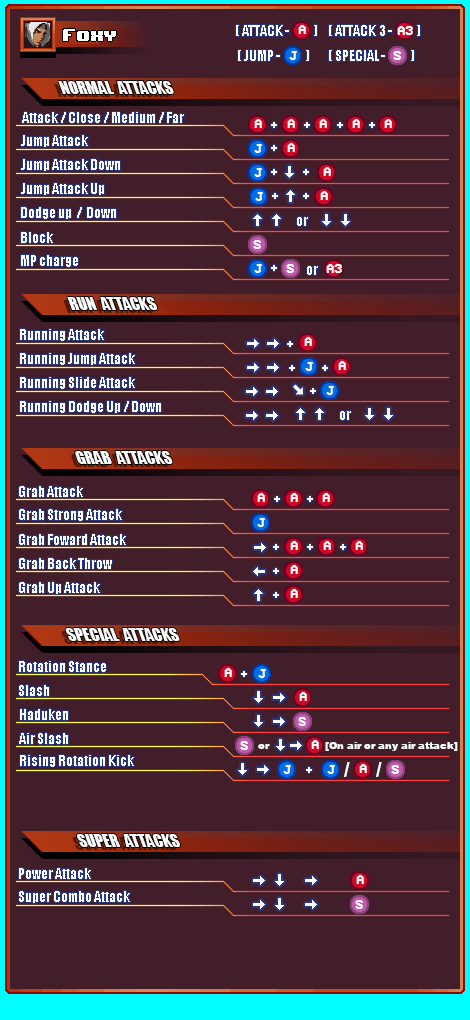 Foxy
[ ATTACK - A ] [ ATTACK 3 - A3 ]
[ JUMP - J ] [ SPECIAL - S ]
NORMAL ATTACKS
Attack / Close / Medium / Far A + A + A + A + A
Jump Attack J + A
Jump Attack Down J + ↓ + A
Jump Attack Up J + ↑ + A
Dodge up / Down ↑ ↑ or ↓ ↓
Block S
MP charge J + S or A3
RUN ATTACKS
Running Attack → → + A
Running Jump Attack → → + J + A
Running Slide Attack → → ↘ + J
Running Dodge Up / Down → → ↑ ↑ or ↓ ↓
GRAB ATTACKS
Grab Attack A + A + A
Grab Strong Attack J
Grab Foward Attack → + A + A + A
Grab Back Throw ← + A
Grab Up Attack ↑ + A
SPECIAL ATTACKS
Rotation Stance A + J
Slash ↓ → A
Haduken ↓ → S
Air Slash S or ↓ → A [On air or any air attack]
Rising Rotation Kick ↓ → J + J / A / S
SUPER ATTACKS
Power Attack → ↓ → A
Super Combo Attack → ↓ → S